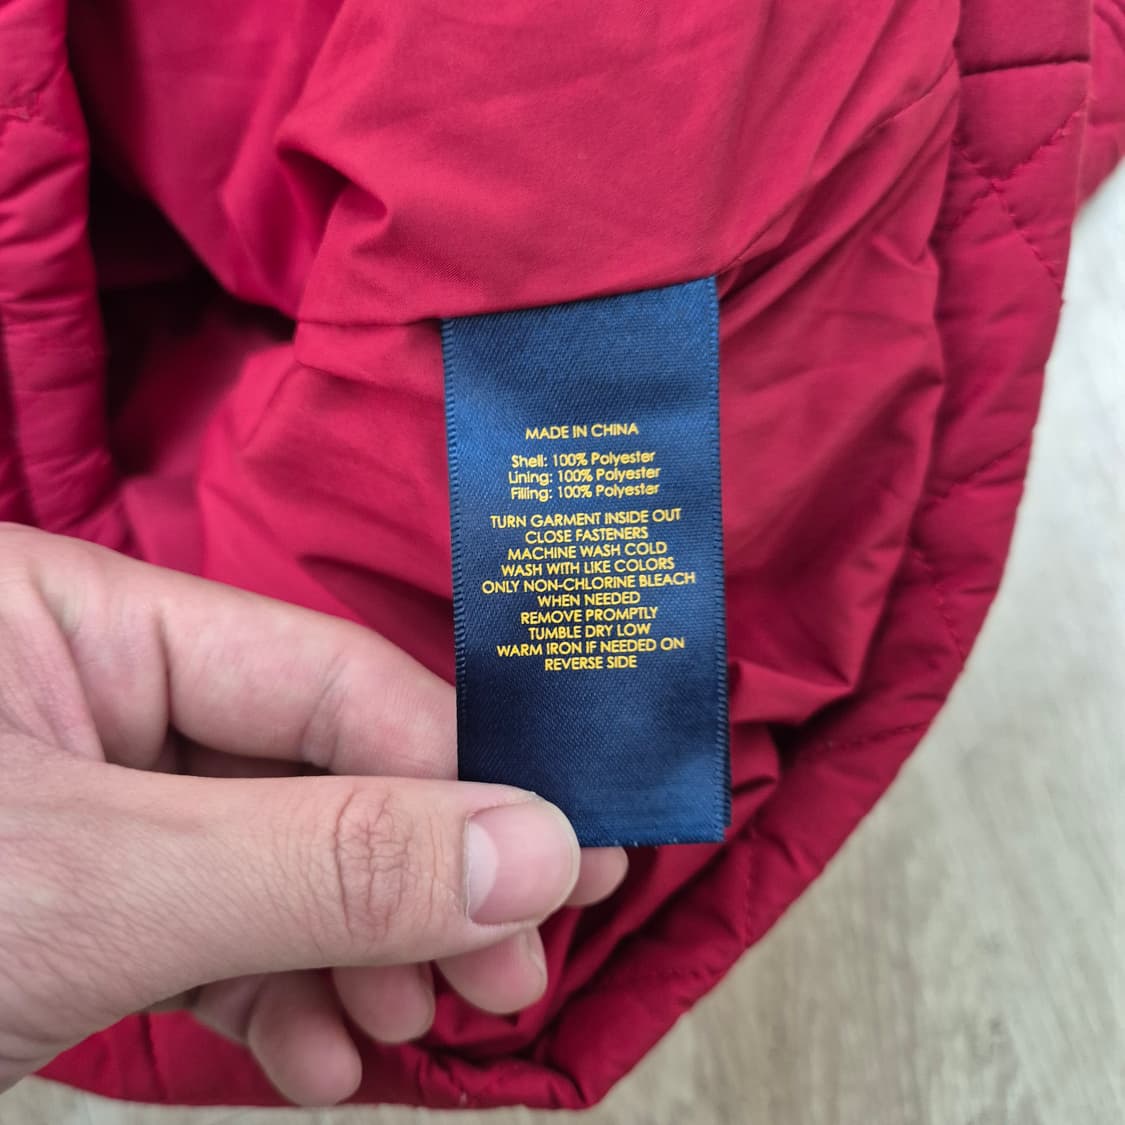 MADE IN CHINA
Shell: 100% Polyester
Lining: 100% Polyester
Filling: 100% Polyester
TURN GARMENT INSIDE OUT
CLOSE FASTENERS
MACHINE WASH COLD
WASH WITH LIKE COLORS
ONLY NON-CHLORINE BLEACH
WHEN NEEDED
REMOVE PROMPTLY
TUMBLE DRY LOW
WARM IRON IF NEEDED ON
REVERSE SIDE